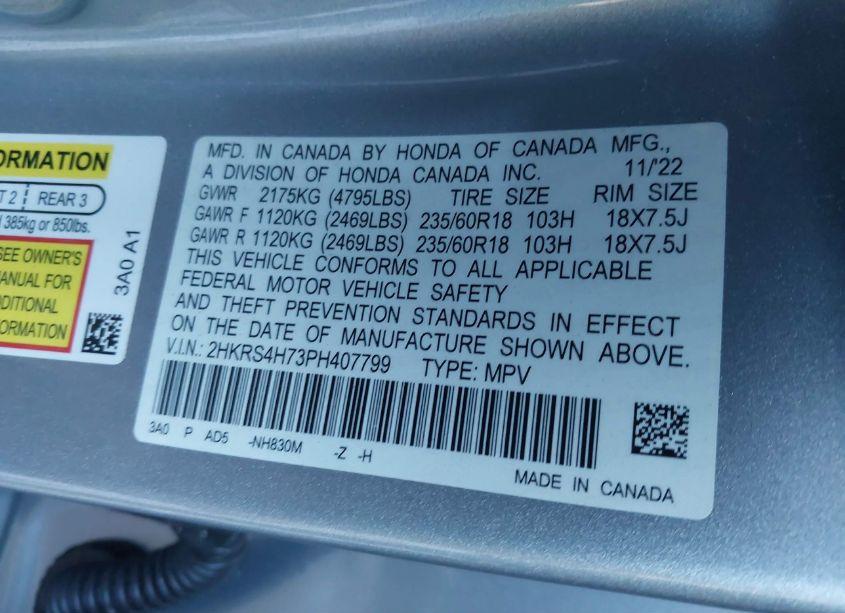 ORMATION
T 2 REAR 3
385kg or 850lbs.
SEE OWNER'S
MANUAL FOR
DDITIONAL
FORMATION
3A0 A1
MFD. IN CANADA BY HONDA OF CANADA MFG.,
A DIVISION OF HONDA CANADA INC. 11/'22
GVWR 2175KG (4795LBS) TIRE SIZE RIM SIZE
GAWR F 1120KG (2469LBS) 235/60R18 103H 18X7.5J
GAWR R 1120KG (2469LBS) 235/60R18 103H 18X7.5J
THIS VEHICLE CONFORMS TO ALL APPLICABLE
FEDERAL MOTOR VEHICLE SAFETY
AND THEFT PREVENTION STANDARDS IN EFFECT
ON THE DATE OF MANUFACTURE SHOWN ABOVE.
V.I.N.: 2HKRS4H73PH407799 TYPE: MPV
3A0 P AD5 -NH830M -Z -H
MADE IN CANADA